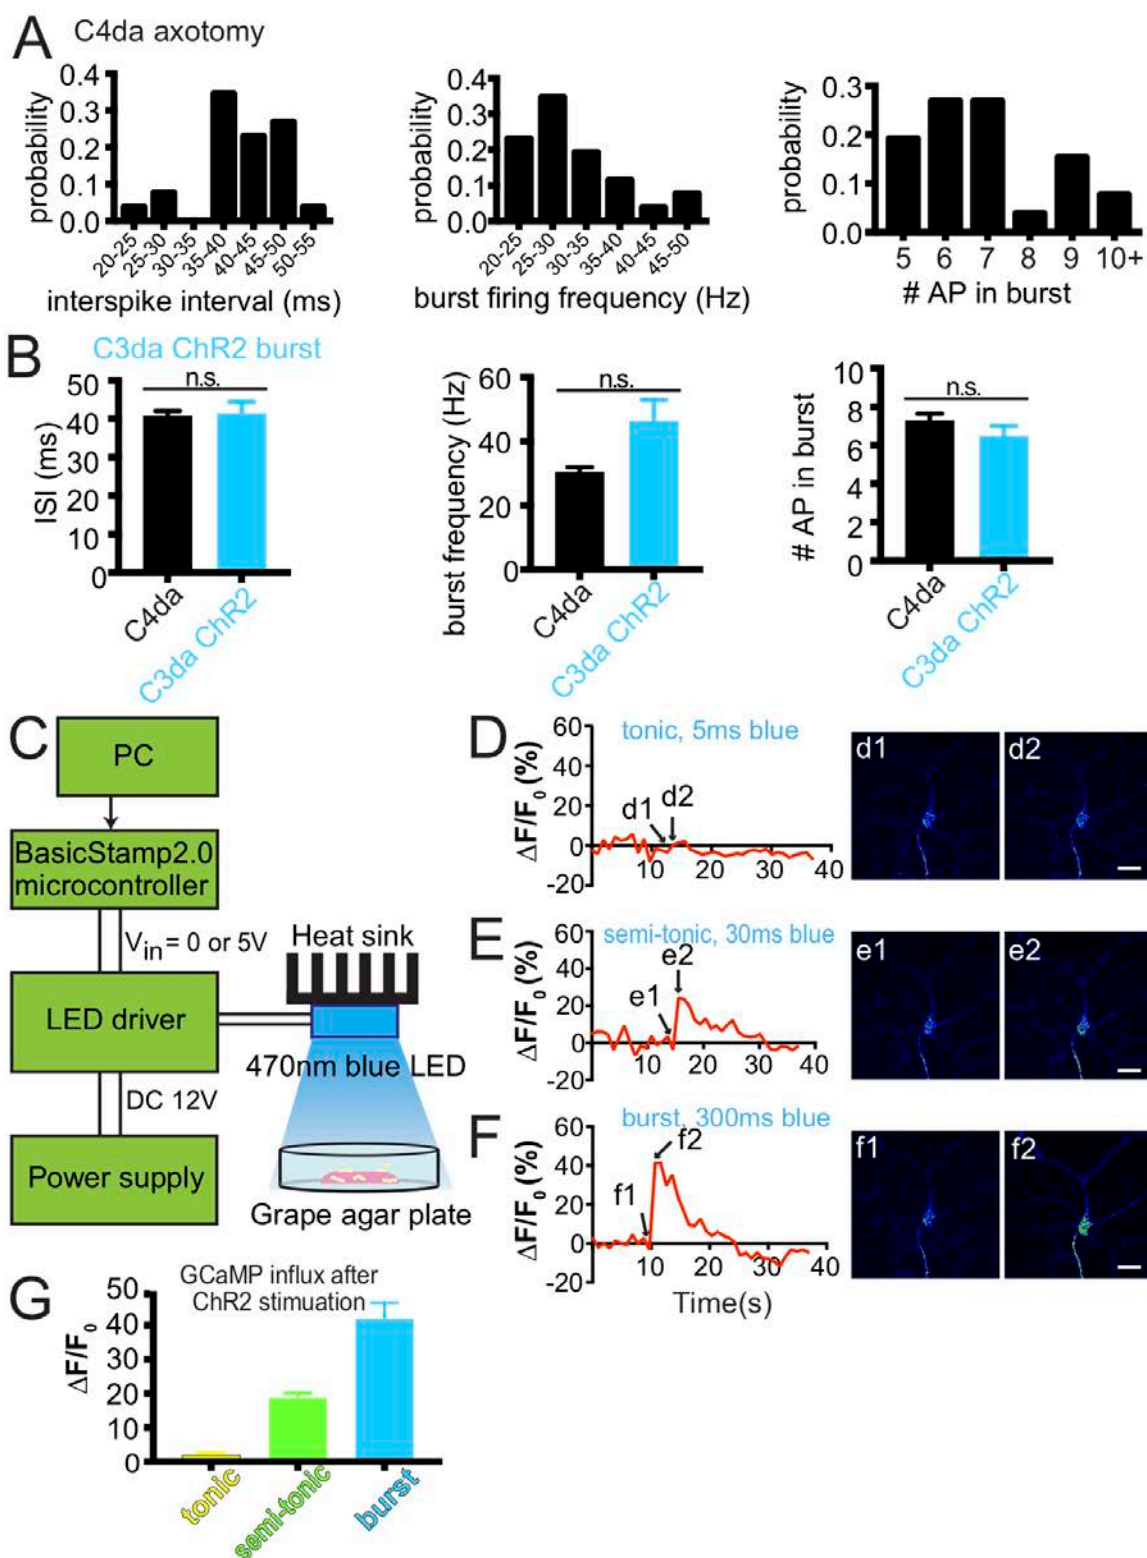 A C4da axotomy
probability
0.4
0.3
0.2
0.1
0.0
20-25
25-30
30-35
35-40
40-45
45-50
50-55
interspike interval (ms)
probability
0.4
0.3
0.2
0.1
0.0
20-25
25-30
30-35
35-40
40-45
45-50
burst firing frequency (Hz)
probability
0.3
0.2
0.1
0.0
5 6 7 8 9 10+
# AP in burst
B C3da ChR2 burst
ISI (ms)
50
40
30
20
10
0
n.s.
C4da
C3da ChR2
burst frequency (Hz)
60
40
20
0
n.s.
C4da
C3da ChR2
# AP in burst
10
8
6
4
2
0
n.s.
C4da
C3da ChR2
C
PC
BasicStamp2.0
microcontroller
Vin = 0 or 5V
LED driver
DC 12V
Power supply
Heat sink
470nm blue LED
Grape agar plate
D
tonic, 5ms blue
ΔF/F0 (%)
60
40
20
0
-20
10 20 30 40
d1 d2
d1
d2
E
semi-tonic, 30ms blue
ΔF/F0 (%)
60
40
20
0
-20
10 20 30 40
e1
e2
e1
e2
F
burst, 300ms blue
ΔF/F0 (%)
60
40
20
0
-20
10 20 30 40
f1
f2
Time(s)
f1
f2
G
GCaMP influx after
ChR2 stimuation
ΔF/F0
50
40
30
20
10
0
tonic
semi-tonic
burst